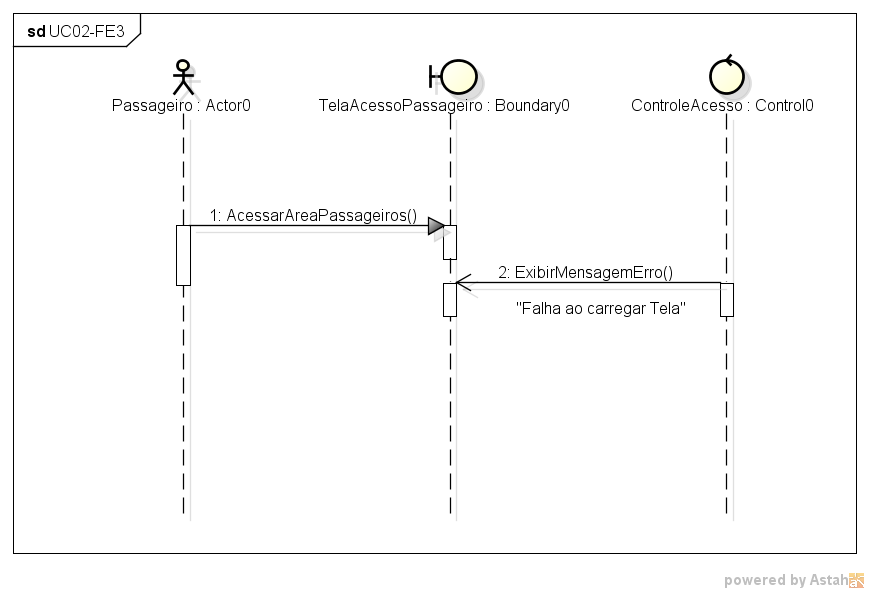 sd UC02-FE3
Passageiro : Actor0
TelaAcessoPassageiro : Boundary0
ControleAcesso : Control0
1: AcessarAreaPassageiros()
2: ExibirMensagemErro()
"Falha ao carregar Tela"
powered by Astah